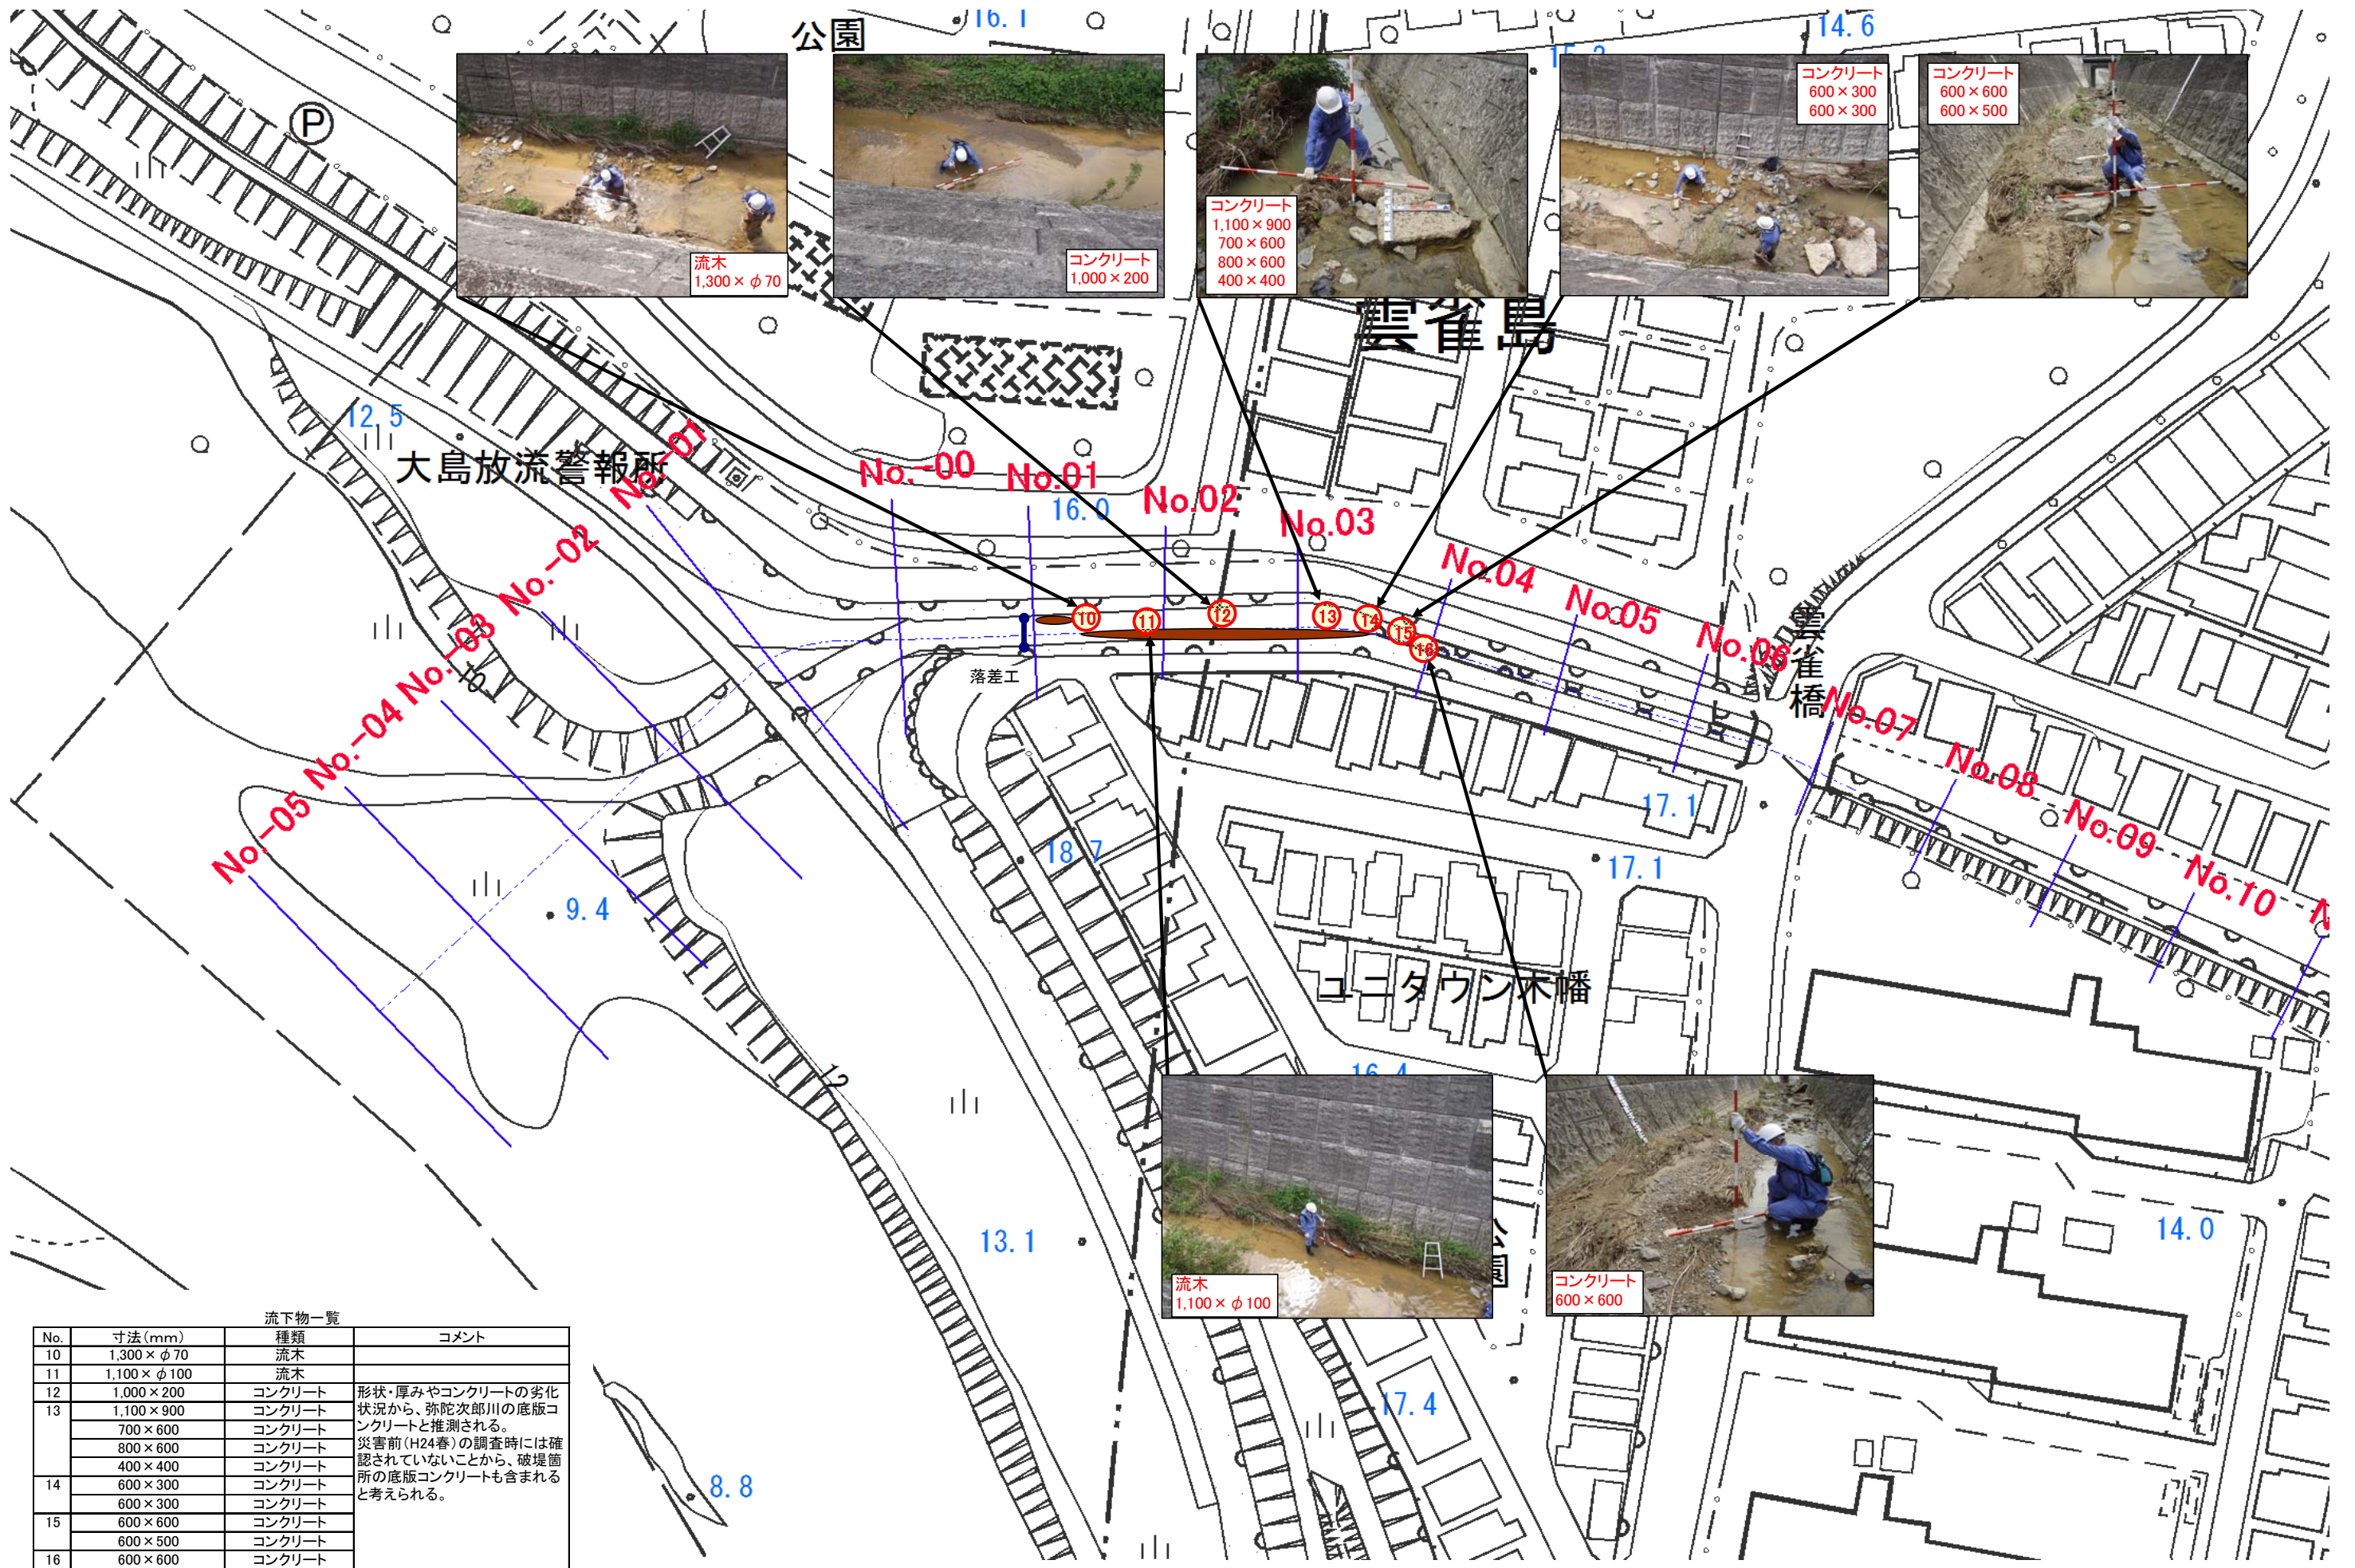 公園
16.1
14.6
P
コンクリート
600×300
600×300
コンクリート
600×600
600×500
コンクリート
1,100×900
700×600
800×600
400×400
流木
1,300×φ70
コンクリート
1,000×200
雲雀島
12.5
大島放流警報所
No.-01
No.-00
No.01
16.0
No.02
No.03
No.04
No.05
No.06
雲雀橋
No.07
No.08
No.09
No.10
No.-02
No.-03
No.-04
No.-05
10
10
11
12
13
14
15
16
落差工
17.1
17.1
18.7
9.4
ユニタウン木幡
12
16.4
13.1
14.0
公園
流木
1,100×φ100
コンクリート
600×600
17.4
8.8
流下物一覧
No. 寸法(mm) 種類 コメント
10 1,300×φ70 流木
11 1,100×φ100 流木
12 1,000×200 コンクリート 形状・厚みやコンクリートの劣化
13 1,100×900 コンクリート 状況から、弥陀次郎川の底版コ
700×600 コンクリート ンクリートと推測される。
800×600 コンクリート 災害前(H24春)の調査時には確
400×400 コンクリート 認されていないことから、破堤箇
14 600×300 コンクリート 所の底版コンクリートも含まれる
600×300 コンクリート と考えられる。
15 600×600 コンクリート
600×500 コンクリート
16 600×600 コンクリート